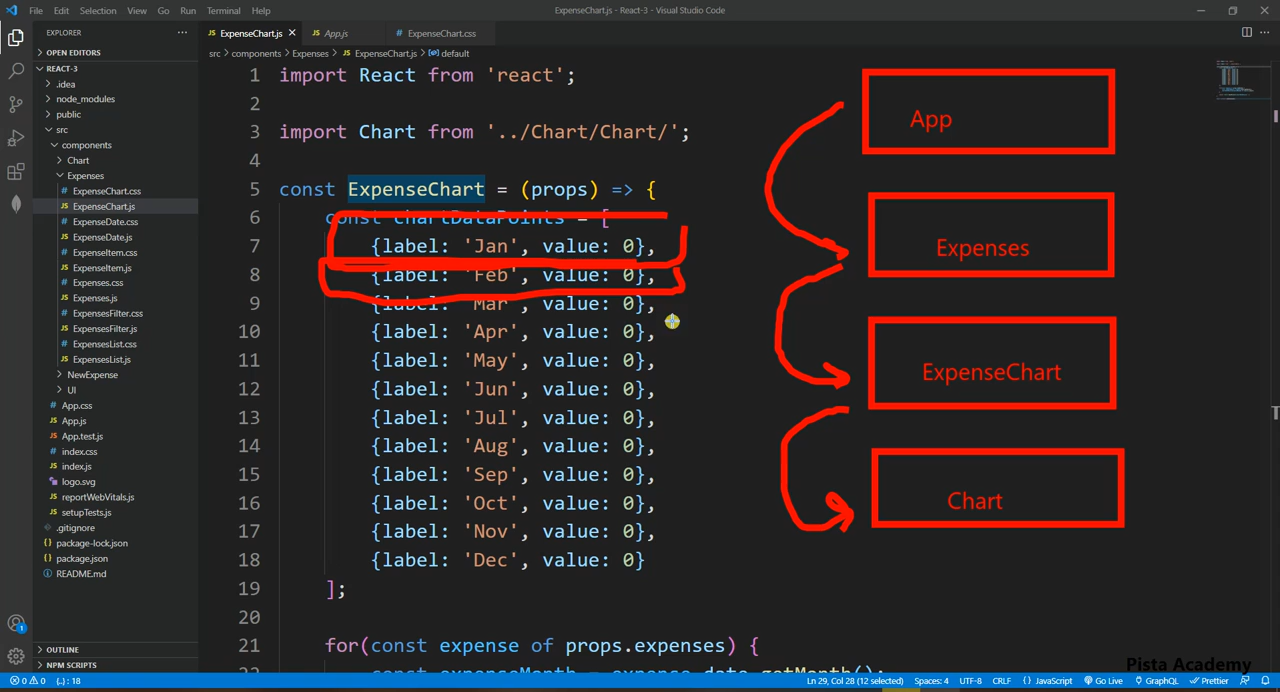 File Edit Selection View Go Run Terminal Help
ExpenseChart.js - React-3 - Visual Studio Code
EXPLORER
OPEN EDITORS
REACT-3
.idea
node_modules
public
src
components
Chart
Expenses
ExpenseChart.css
ExpenseChart.js
ExpenseDate.css
ExpenseDate.js
ExpenseItem.css
ExpenseItem.js
Expenses.css
Expenses.js
ExpensesFilter.css
ExpensesFilter.js
ExpensesList.css
ExpensesList.js
NewExpense
UI
App.css
App.js
App.test.js
index.css
index.js
logo.svg
reportWebVitals.js
setupTests.js
.gitignore
package-lock.json
package.json
README.md
OUTLINE
NPM SCRIPTS
ExpenseChart.js App.js ExpenseChart.css
src > components > Expenses > JS ExpenseChart.js > default
1 import React from 'react';
2
3 import Chart from '../Chart/Chart/';
4
5 const ExpenseChart = (props) => {
6 const chartDataPoints = [
7 {label: 'Jan', value: 0},
8 {label: 'Feb', value: 0},
9 {label: 'Mar', value: 0},
10 {label: 'Apr', value: 0},
11 {label: 'May', value: 0},
12 {label: 'Jun', value: 0},
13 {label: 'Jul', value: 0},
14 {label: 'Aug', value: 0},
15 {label: 'Sep', value: 0},
16 {label: 'Oct', value: 0},
17 {label: 'Nov', value: 0},
18 {label: 'Dec', value: 0}
19 ];
20
21 for(const expense of props.expenses) {
22 const expenseMonth = expense.date.getMonth();
App
Expenses
ExpenseChart
Chart
Pista Academy
0 0 {..} : 18 Ln 29, Col 28 (12 selected) Spaces: 4 UTF-8 CRLF {} JavaScript Go Live GraphQL Prettier